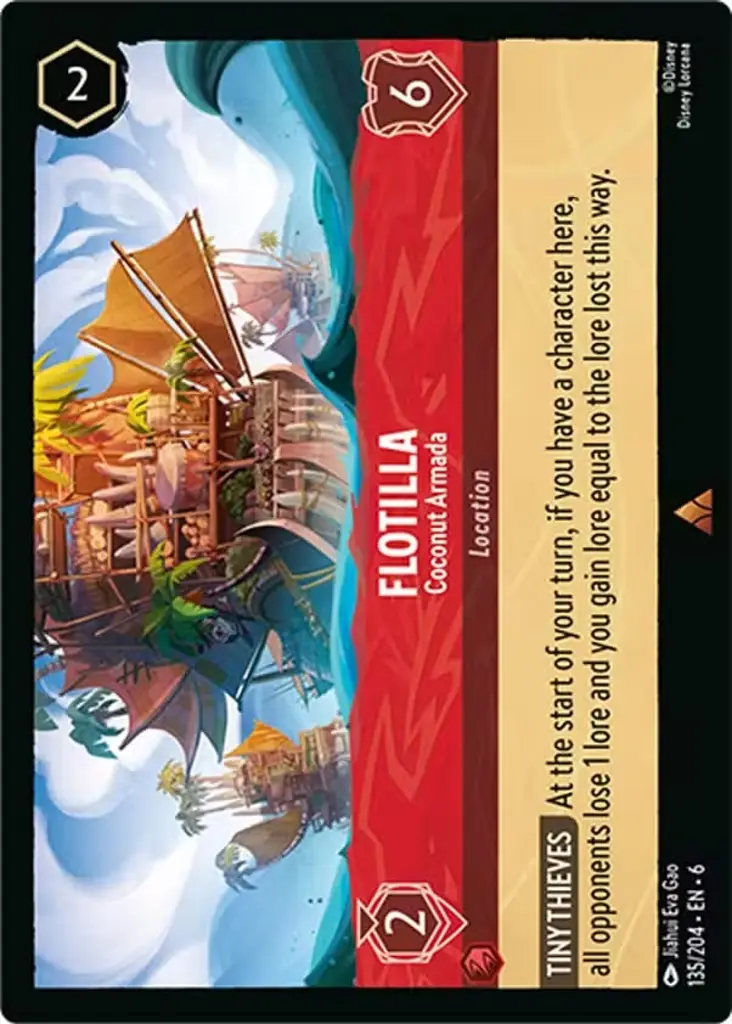 2
2
6
FLOTILLA
Coconut Armada
Location
TINY THIEVES At the start of your turn, if you have a character here,
all opponents lose 1 lore and you gain lore equal to the lore lost this way.
Jiahui Eva Gao
135/204 • EN • 6
©Disney
Disney Lorcana